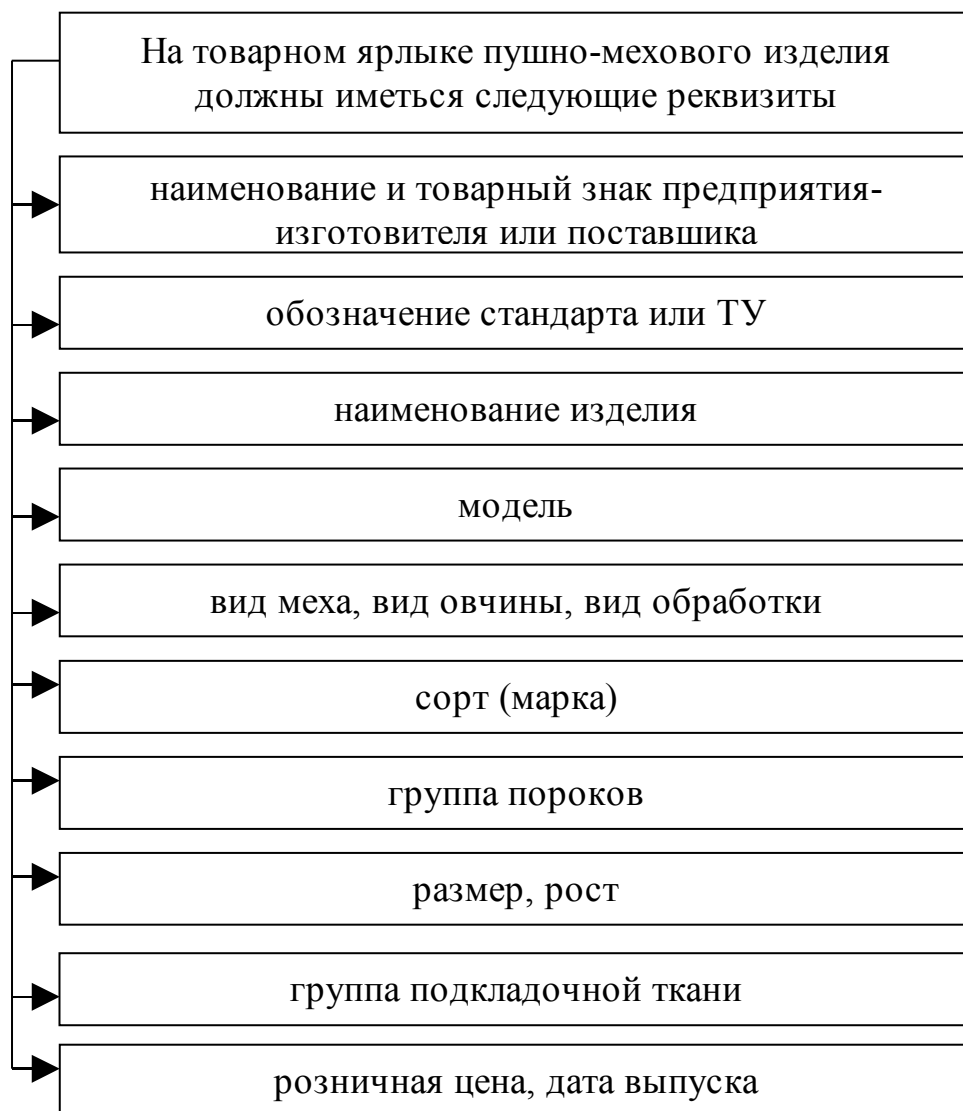 На товарном ярлыке пушно-мехового изделия
должны иметься следующие реквизиты
наименование и товарный знак предприятия-
изготовителя или поставшика
обозначение стандарта или ТУ
наименование изделия
модель
вид меха, вид овчины, вид обработки
сорт (марка)
группа пороков
размер, рост
группа подкладочной ткани
розничная цена, дата выпуска